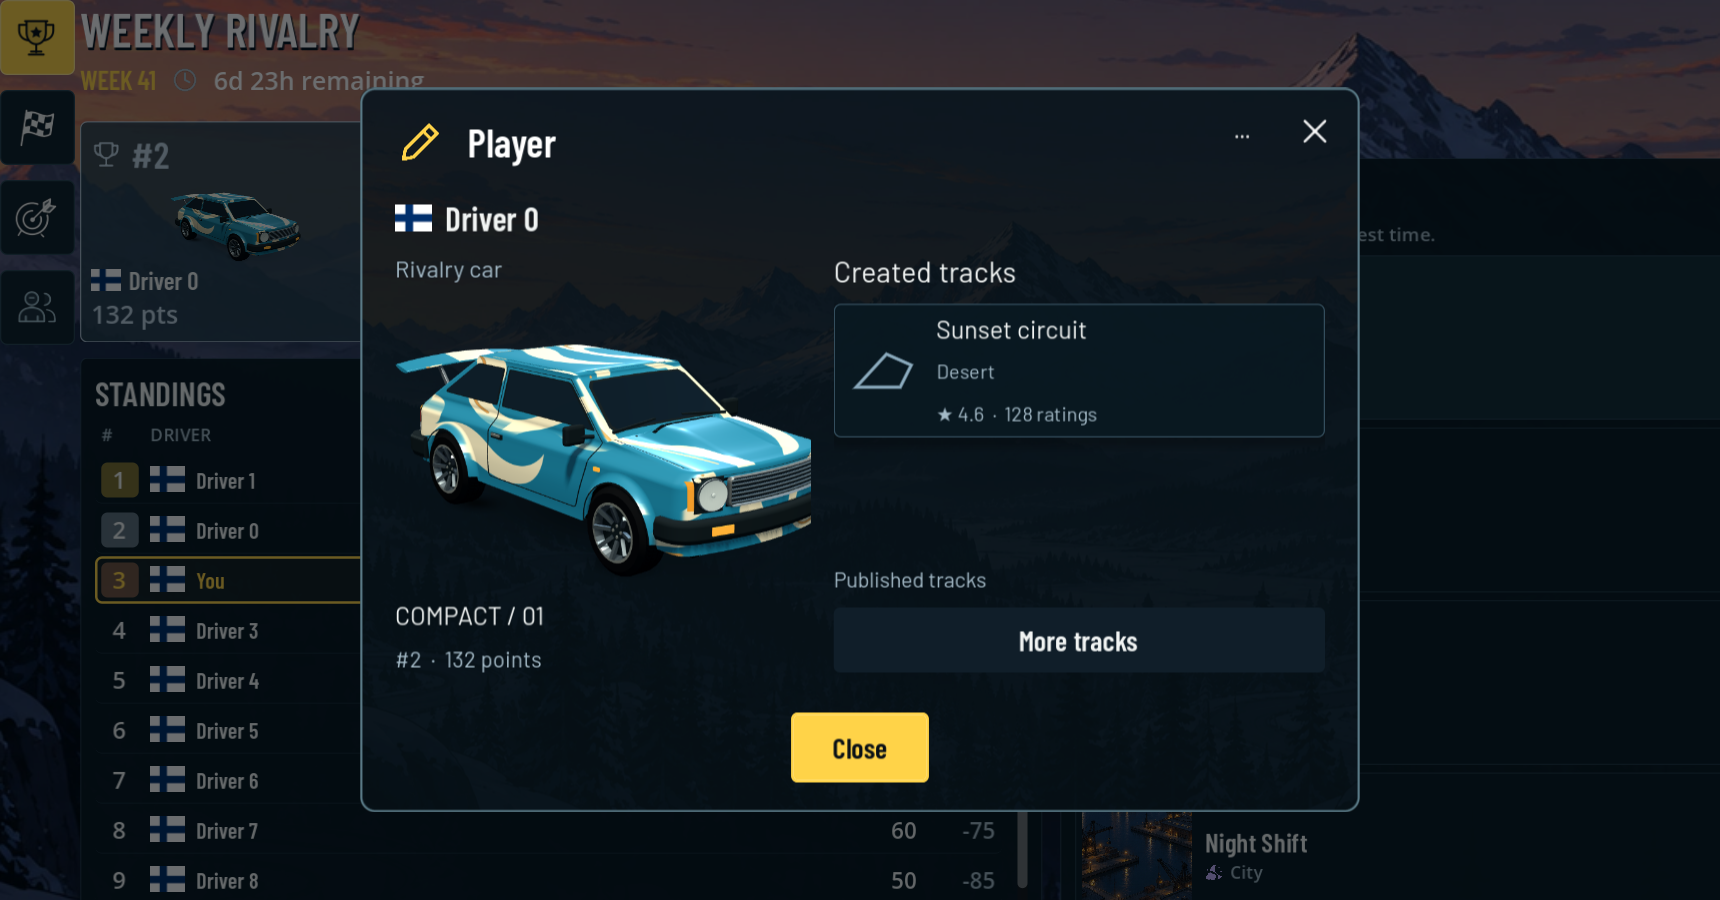 WEEKLY RIVALRY
WEEK 41 6d 23h remaining
#2
Driver 0
132 pts
STANDINGS
# DRIVER
1 Driver 1
2 Driver 0
3 You
4 Driver 3
5 Driver 4
6 Driver 5
7 Driver 6
8 Driver 7 60 -75
9 Driver 8 50 -85
Player
...
Driver 0
Rivalry car
COMPACT / 01
#2 · 132 points
Created tracks
Sunset circuit
Desert
★ 4.6 · 128 ratings
Published tracks
More tracks
Close
est time.
Night Shift
City